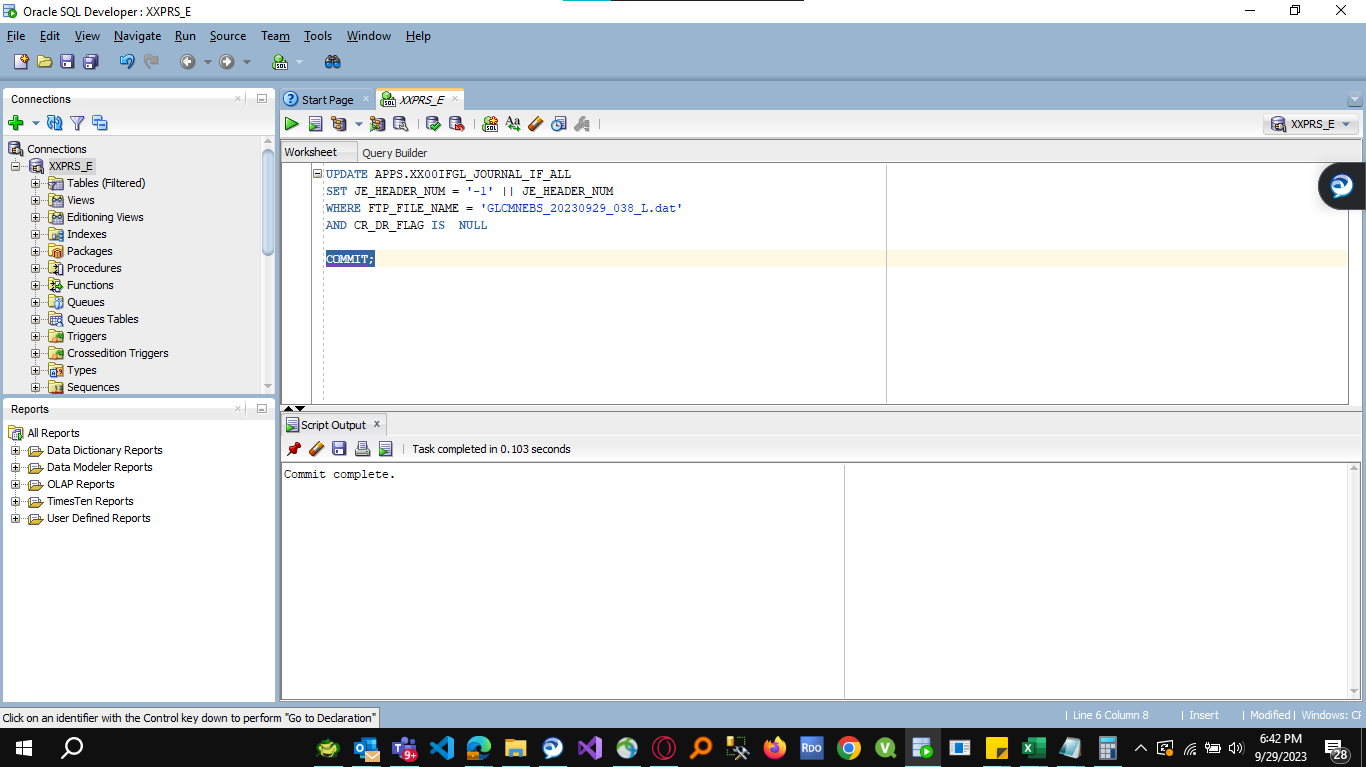 Oracle SQL Developer : XXPRS_E
File Edit View Navigate Run Source Team Tools Window Help
Connections
Connections
XXPRS_E
Tables (Filtered)
Views
Editioning Views
Indexes
Packages
Procedures
Functions
Queues
Queues Tables
Triggers
Crossedition Triggers
Types
Sequences
Reports
All Reports
Data Dictionary Reports
Data Modeler Reports
OLAP Reports
TimesTen Reports
User Defined Reports
Start Page
XXPRS_E
XXPRS_E
Worksheet Query Builder
UPDATE APPS.XX00IFGL_JOURNAL_IF_ALL
SET JE_HEADER_NUM = '-1' || JE_HEADER_NUM
WHERE FTP_FILE_NAME = 'GLCMNEBS_20230929_038_L.dat'
AND CR_DR_FLAG IS  NULL
COMMIT;
Script Output
Task completed in 0.103 seconds
Commit complete.
Click on an identifier with the Control key down to perform "Go to Declaration"
| Line 6 Column 8 | Insert | Modified | Windows: CF
9+
Rdo
6:42 PM
9/29/2023
28